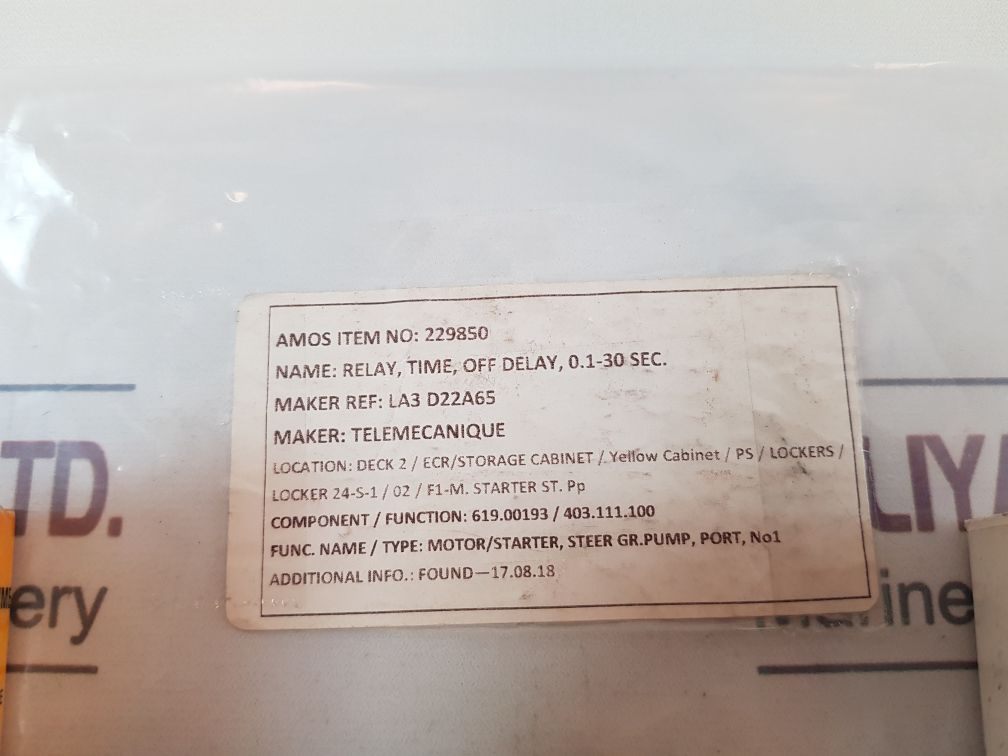 AMOS ITEM NO: 229850
NAME: RELAY, TIME, OFF DELAY, 0.1-30 SEC.
MAKER REF: LA3 D22A65
MAKER: TELEMECANIQUE
LOCATION: DECK 2 / ECR/STORAGE CABINET / Yellow Cabinet / PS / LOCKERS /
LOCKER 24-S-1 / 02 / F1-M. STARTER ST. Pp
COMPONENT / FUNCTION: 619.00193 / 403.111.100
FUNC. NAME / TYPE: MOTOR/STARTER, STEER GR.PUMP, PORT, No1
ADDITIONAL INFO.: FOUND—17.08.18
TD.
ery
LIY
Marine